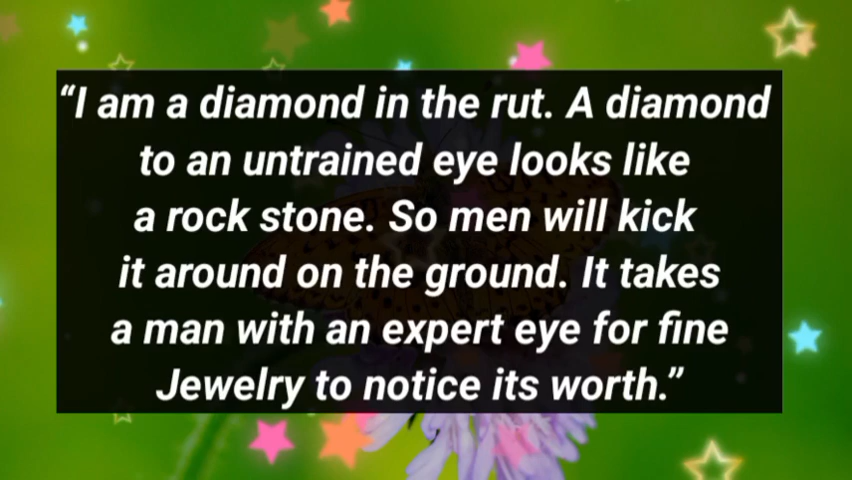 “I am a diamond in the rut. A diamond
to an untrained eye looks like
a rock stone. So men will kick
it around on the ground. It takes
a man with an expert eye for fine
Jewelry to notice its worth.”